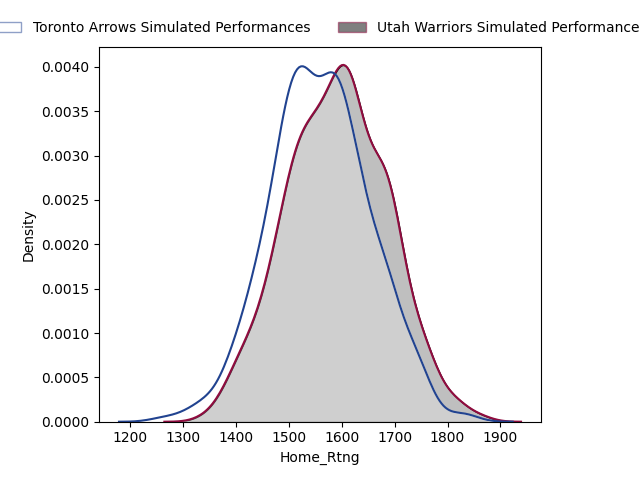 Toronto Arrows Simulated Performances
Utah Warriors Simulated Performance
0.0040
0.0035
0.0030
0.0025
0.0020
0.0015
0.0010
0.0005
0.0000
Density
1200 1300 1400 1500 1600 1700 1800 1900
Home_Rtng